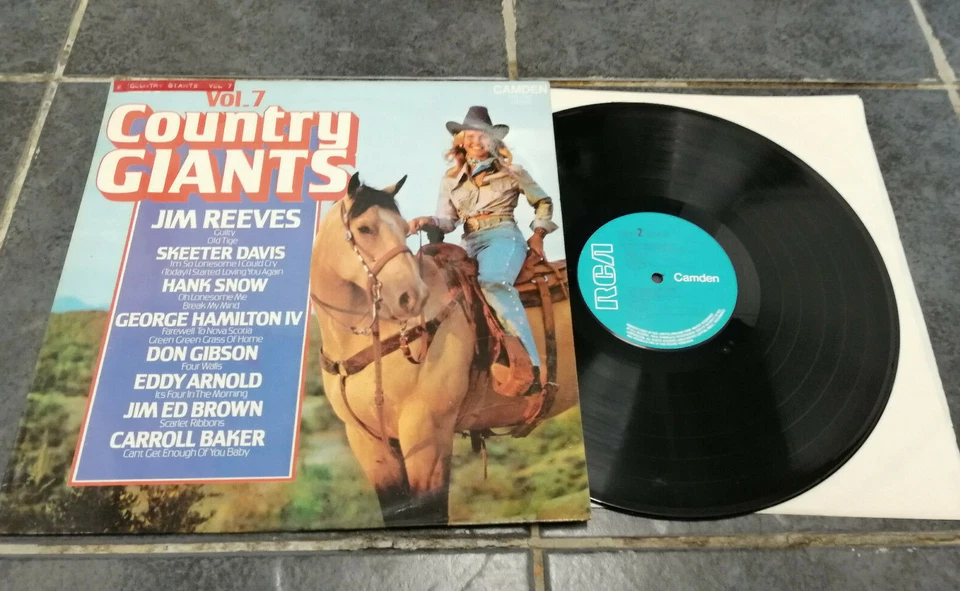 COUNTRY GIANTS VOL 7
CAMDEN
Vol.7
Country
GIANTS
JIM REEVES
Guilty
Old Tige
SKEETER DAVIS
I'm So Lonesome I Could Cry
(Today) I Started Loving You Again
HANK SNOW
Oh Lonesome Me
Break My Mind
GEORGE HAMILTON IV
Farewell To Nova Scotia
Green Green Grass Of Home
DON GIBSON
Four Walls
EDDY ARNOLD
It's Four In The Morning
JIM ED BROWN
Scarlet Ribbons
CARROLL BAKER
Can't Get Enough Of You Baby
2
RCA
Camden